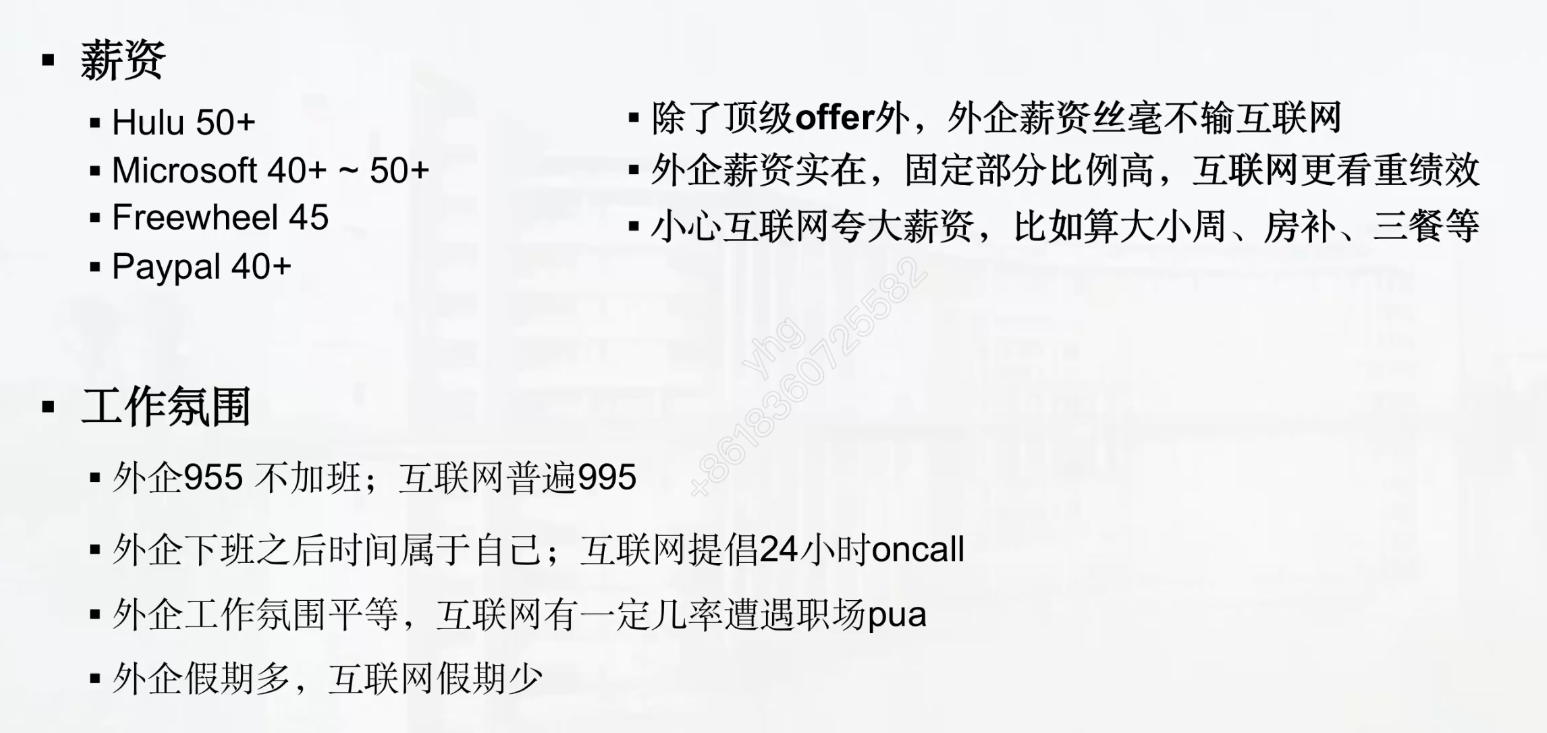 ▪ 薪资
▪ Hulu 50+
▪ Microsoft 40+ ~ 50+
▪ Freewheel 45
▪ Paypal 40+
▪ 除了顶级offer外，外企薪资丝毫不输互联网
▪ 外企薪资实在，固定部分比例高，互联网更看重绩效
▪ 小心互联网夸大薪资，比如算大小周、房补、三餐等
yhg
+8618360725582
▪ 工作氛围
▪ 外企955 不加班；互联网普遍995
▪ 外企下班之后时间属于自己；互联网提倡24小时oncall
▪ 外企工作氛围平等，互联网有一定几率遭遇职场pua
▪ 外企假期多，互联网假期少